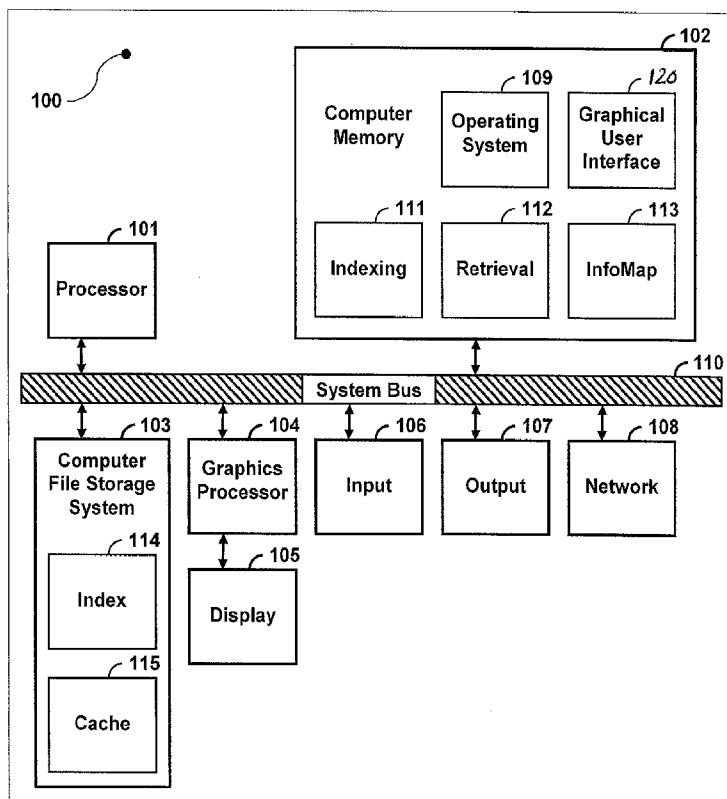 102
100
109
120
Computer
Memory
Operating
System
Graphical
User
Interface
101
111
112
113
Processor
Indexing
Retrieval
InfoMap
110
System Bus
103
104
106
107
108
Computer
File Storage
System
Graphics
Processor
Input
Output
Network
114
Index
105
Display
115
Cache